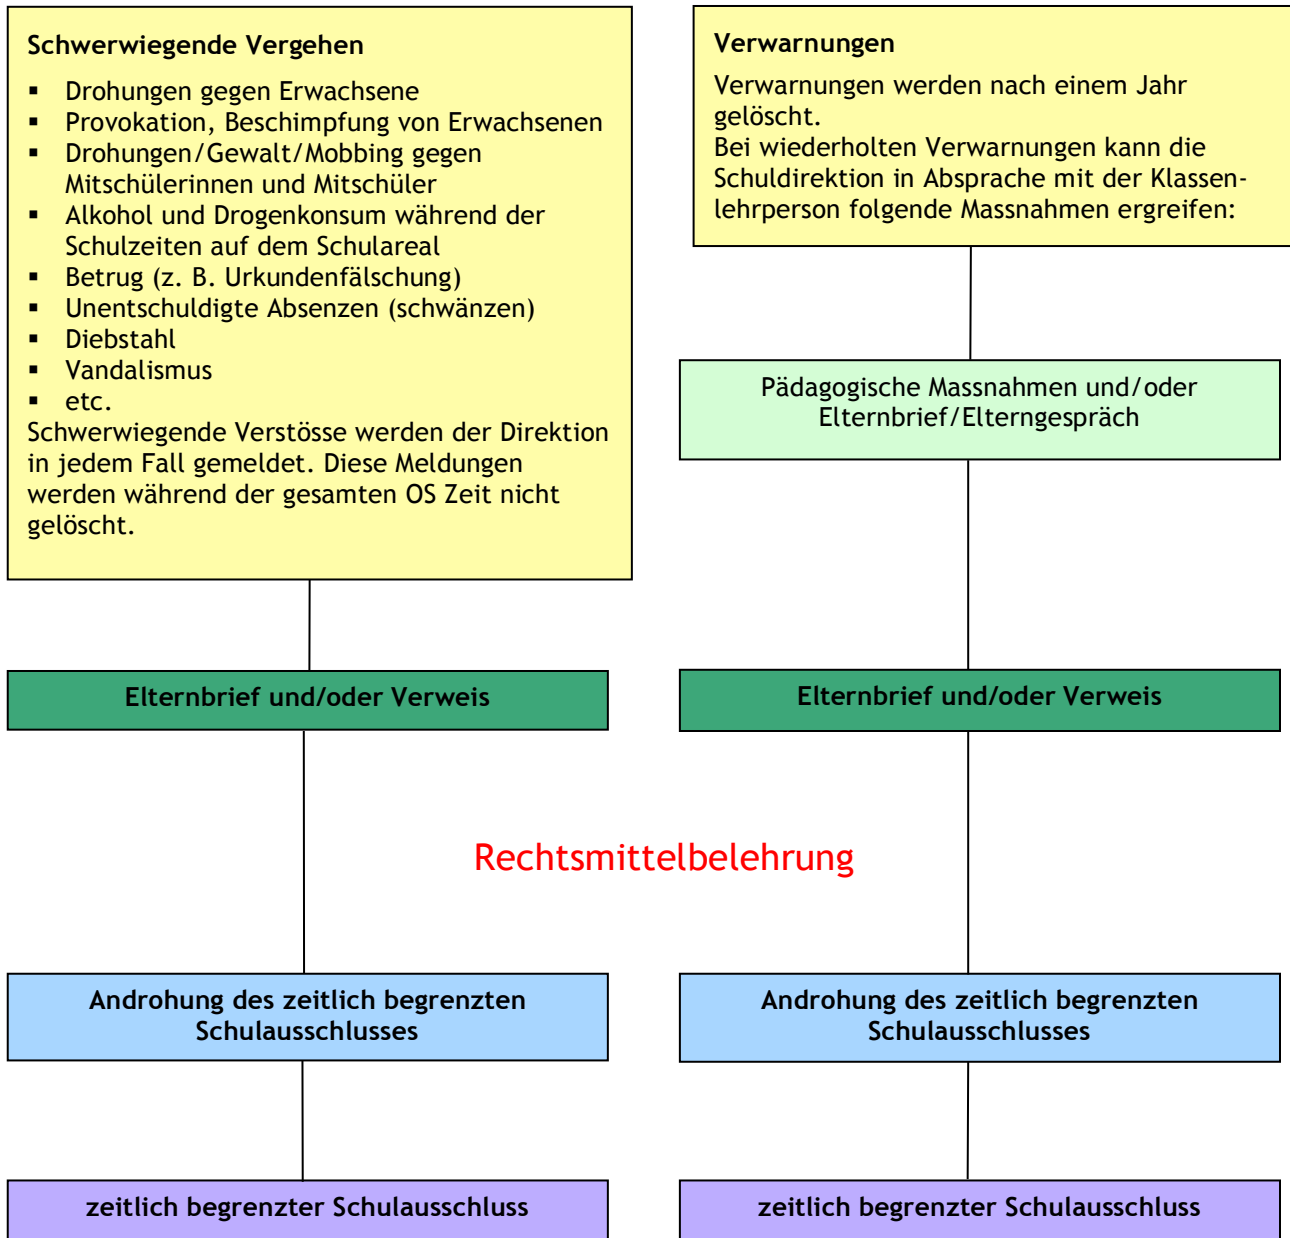 Schwerwiegende Vergehen
▪ Drohungen gegen Erwachsene
▪ Provokation, Beschimpfung von Erwachsenen
▪ Drohungen/Gewalt/Mobbing gegen
Mitschülerinnen und Mitschüler
▪ Alkohol und Drogenkonsum während der
Schulzeiten auf dem Schulareal
▪ Betrug (z. B. Urkundenfälschung)
▪ Unentschuldigte Absenzen (schwänzen)
▪ Diebstahl
▪ Vandalismus
▪ etc.
Schwerwiegende Verstösse werden der Direktion
in jedem Fall gemeldet. Diese Meldungen
werden während der gesamten OS Zeit nicht
gelöscht.
Verwarnungen
Verwarnungen werden nach einem Jahr
gelöscht.
Bei wiederholten Verwarnungen kann die
Schuldirektion in Absprache mit der Klassen-
lehrperson folgende Massnahmen ergreifen:
Pädagogische Massnahmen und/oder
Elternbrief/Elterngespräch
Elternbrief und/oder Verweis
Elternbrief und/oder Verweis
Rechtsmittelbelehrung
Androhung des zeitlich begrenzten
Schulausschlusses
Androhung des zeitlich begrenzten
Schulausschlusses
zeitlich begrenzter Schulausschluss
zeitlich begrenzter Schulausschluss